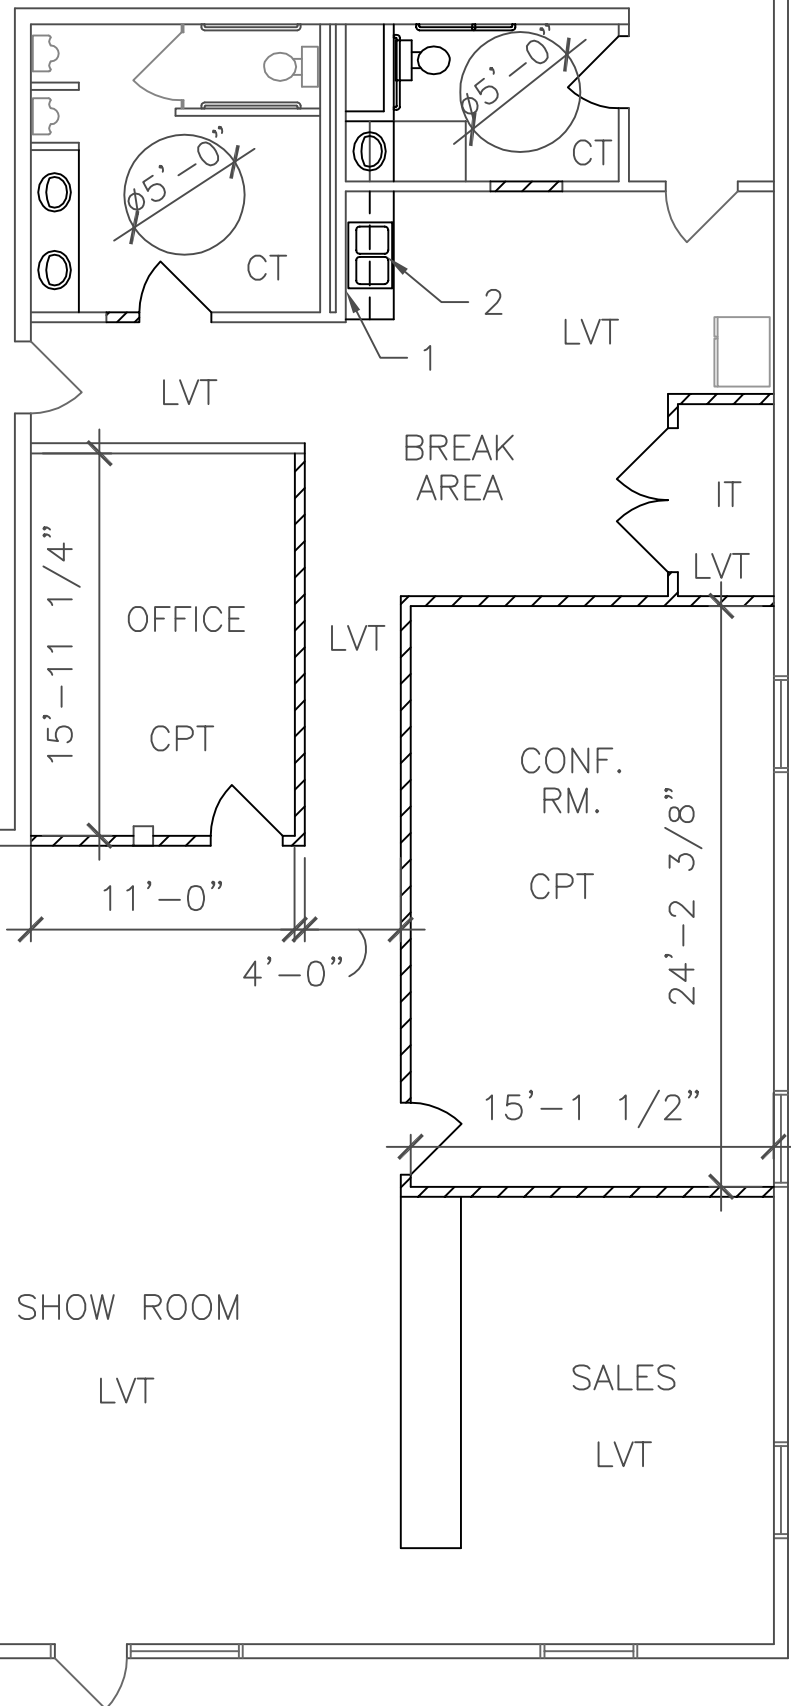 ø5'-0"
CT
ø5'-0"
CT
2
1
LVT
LVT
BREAK
AREA
IT
LVT
15'-11 1/4"
OFFICE
LVT
CPT
CONF.
RM.
CPT
24'-2 3/8"
11'-0"
4'-0"
15'-1 1/2"
SHOW ROOM
LVT
SALES
LVT